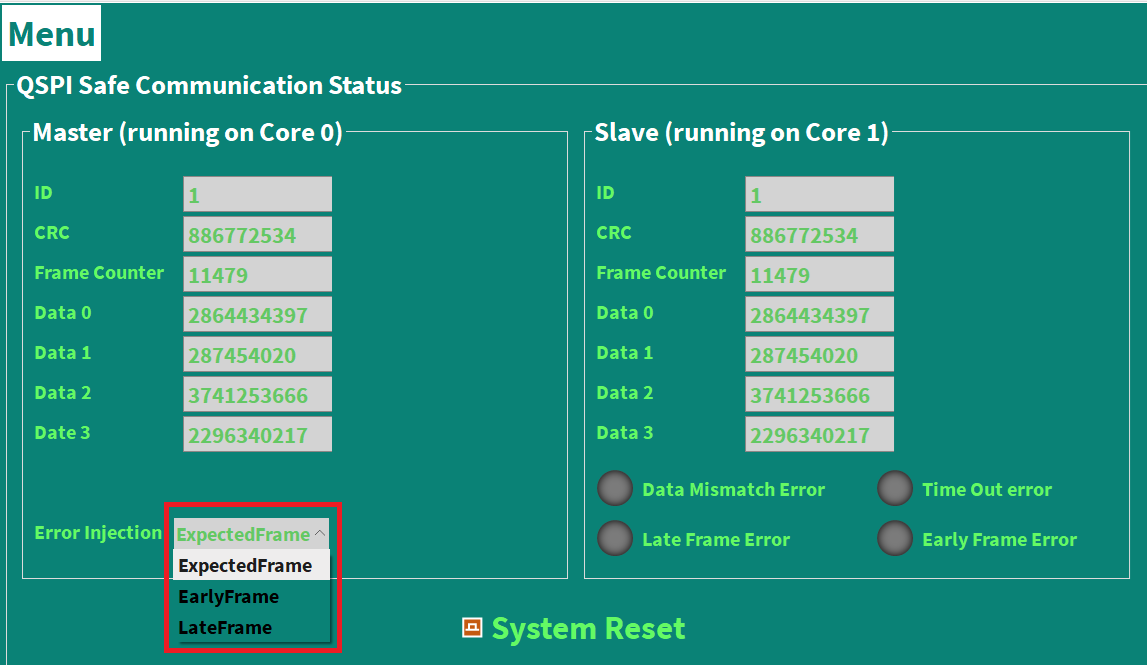 Menu
QSPI Safe Communication Status
Master (running on Core 0)
ID 1
CRC 886772534
Frame Counter 11479
Data 0 2864434397
Data 1 287454020
Data 2 3741253666
Date 3 2296340217
Error Injection ExpectedFrame
ExpectedFrame
EarlyFrame
LateFrame
Slave (running on Core 1)
ID 1
CRC 886772534
Frame Counter 11479
Data 0 2864434397
Data 1 287454020
Data 2 3741253666
Data 3 2296340217
Data Mismatch Error Time Out error
Late Frame Error Early Frame Error
System Reset